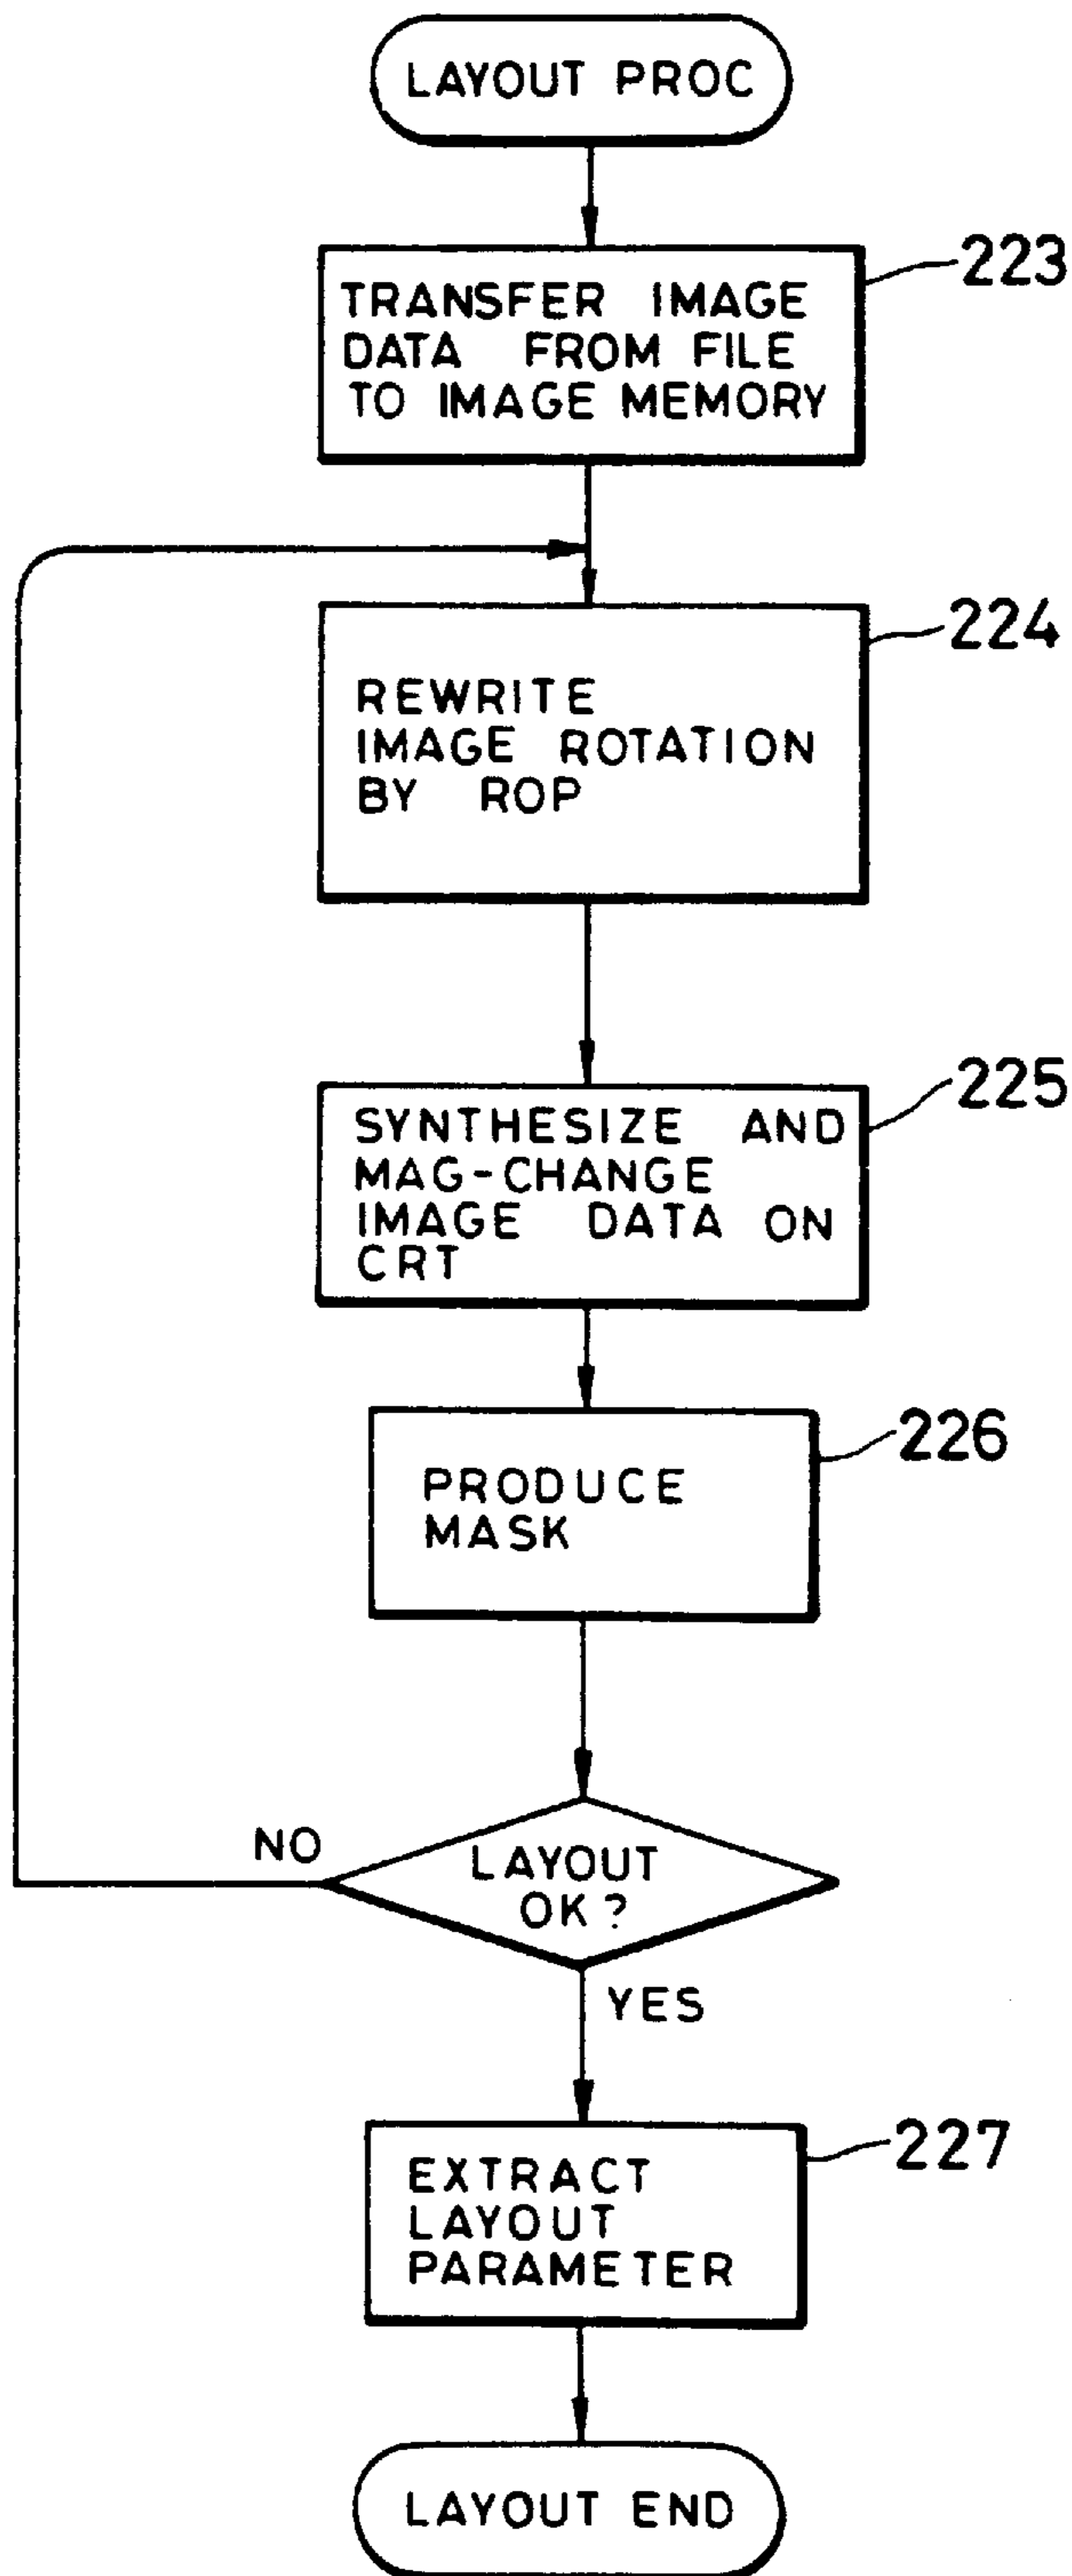 LAYOUT PROC
223
TRANSFER IMAGE
DATA FROM FILE
TO IMAGE MEMORY
224
REWRITE
IMAGE ROTATION
BY ROP
225
SYNTHESIZE AND
MAG-CHANGE
IMAGE DATA ON
CRT
226
PRODUCE
MASK
NO
LAYOUT
OK?
YES
227
EXTRACT
LAYOUT
PARAMETER
LAYOUT END